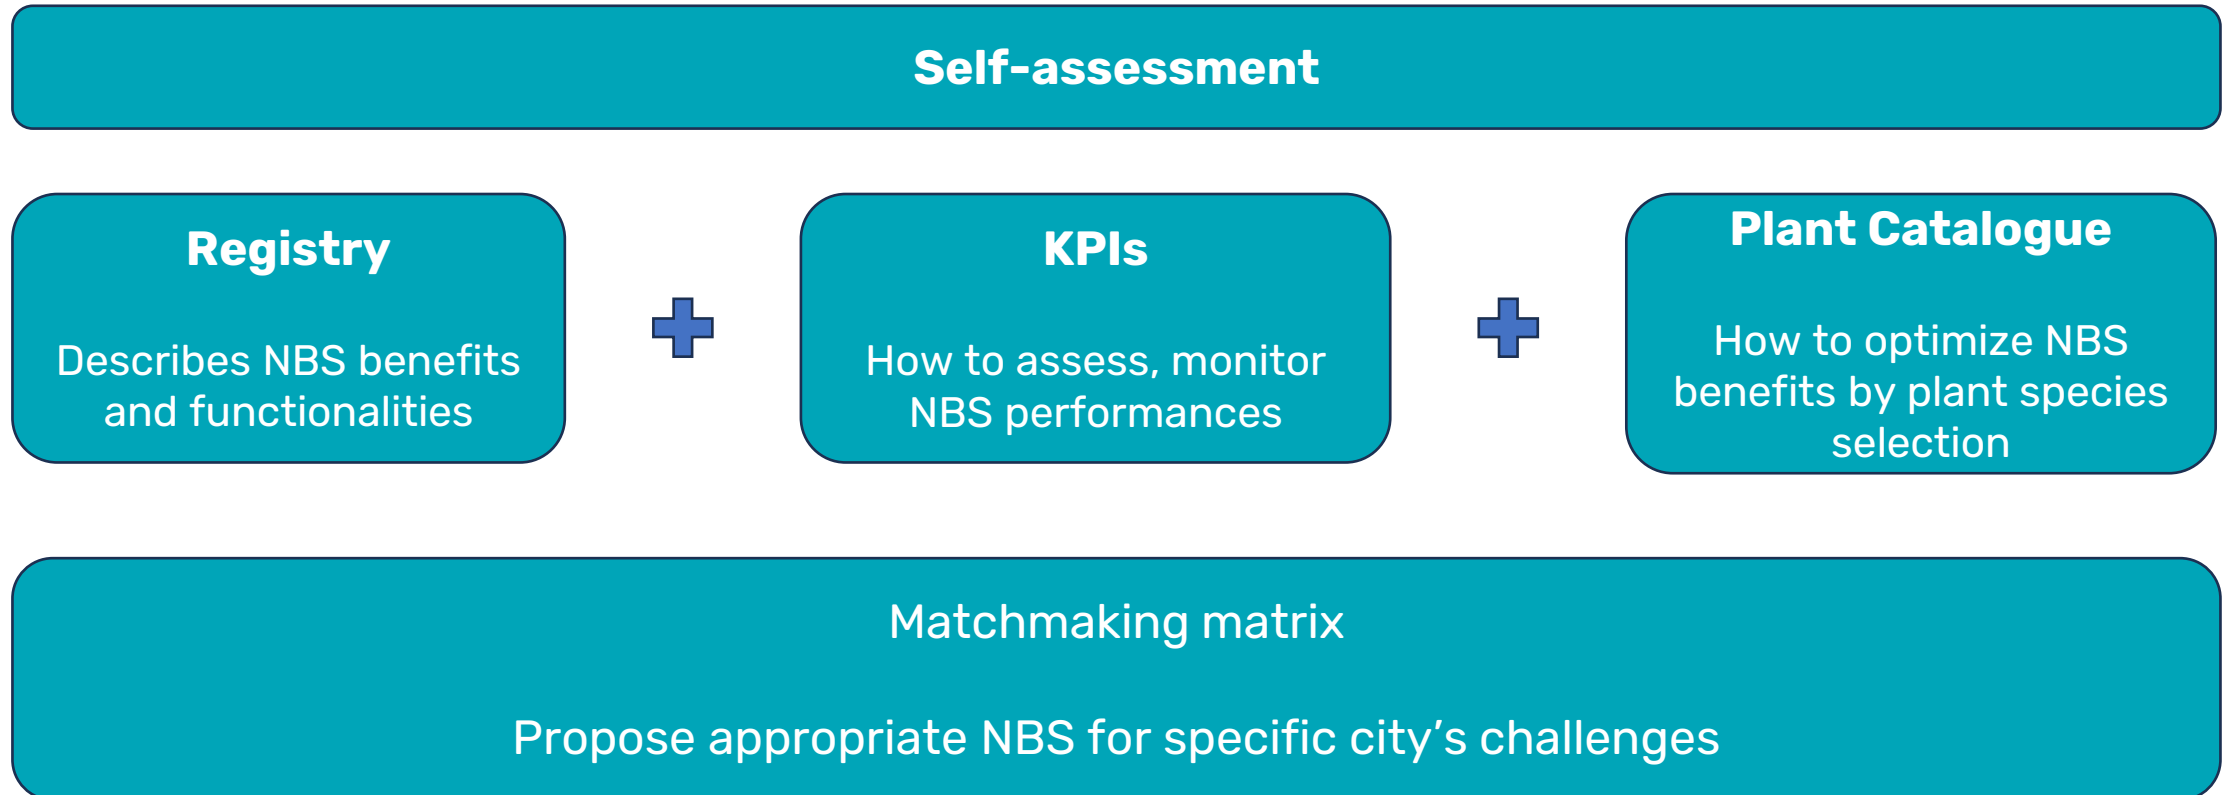 Self-assessment
Registry
Describes NBS benefits
and functionalities
KPIs
How to assess, monitor
NBS performances
Plant Catalogue
How to optimize NBS
benefits by plant species
selection
Matchmaking matrix
Propose appropriate NBS for specific city’s challenges